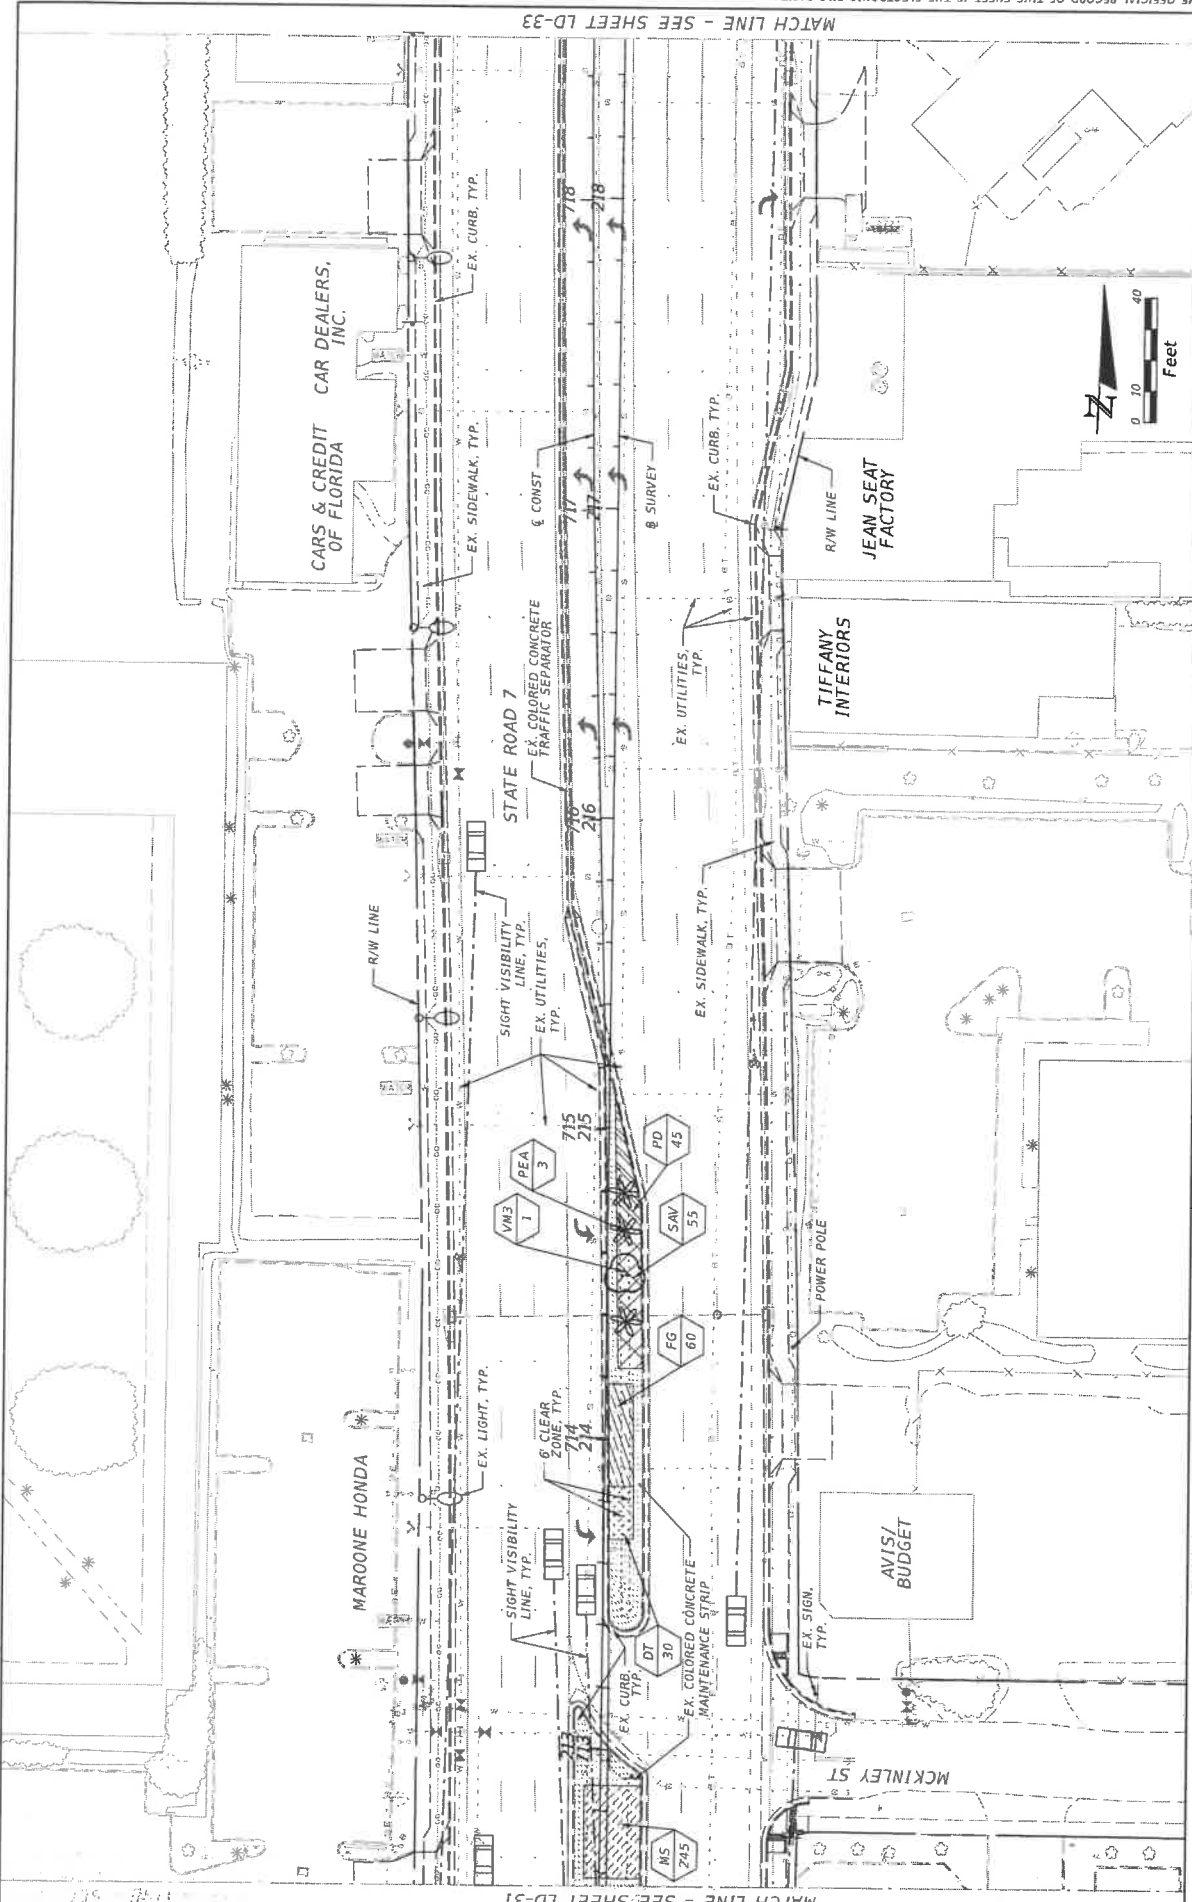 MATCH LINE - SEE SHEET LD-33
CARS & CREDIT
OF FLORIDA
CAR DEALERS,
INC.
EX. CURB, TYP.
718
218
EX. SIDEWALK, TYP.
℄ CONST
717
217
℄ SURVEY
EX. CURB, TYP.
R/W LINE
JEAN SEAT
FACTORY
0 10 40
Feet
STATE ROAD 7
EX. COLORED CONCRETE
TRAFFIC SEPARATOR
EX. UTILITIES,
TYP.
TIFFANY
INTERIORS
716
216
R/W LINE
SIGHT VISIBILITY
LINE, TYP.
EX. UTILITIES,
TYP.
EX. SIDEWALK, TYP.
715
215
VM3
1
PEA
3
PD
45
SAV
55
FG
60
POWER POLE
MAROONE HONDA
EX. LIGHT, TYP.
6' CLEAR
ZONE, TYP.
714
214
SIGHT VISIBILITY
LINE, TYP.
DT
30
EX. CURB,
TYP.
EX. COLORED CONCRETE
MAINTENANCE STRIP
AVIS/
BUDGET
EX. SIGN,
TYP.
213
713
MCKINLEY ST
MS
245
MATCH LINE - SEE SHEET LD-31